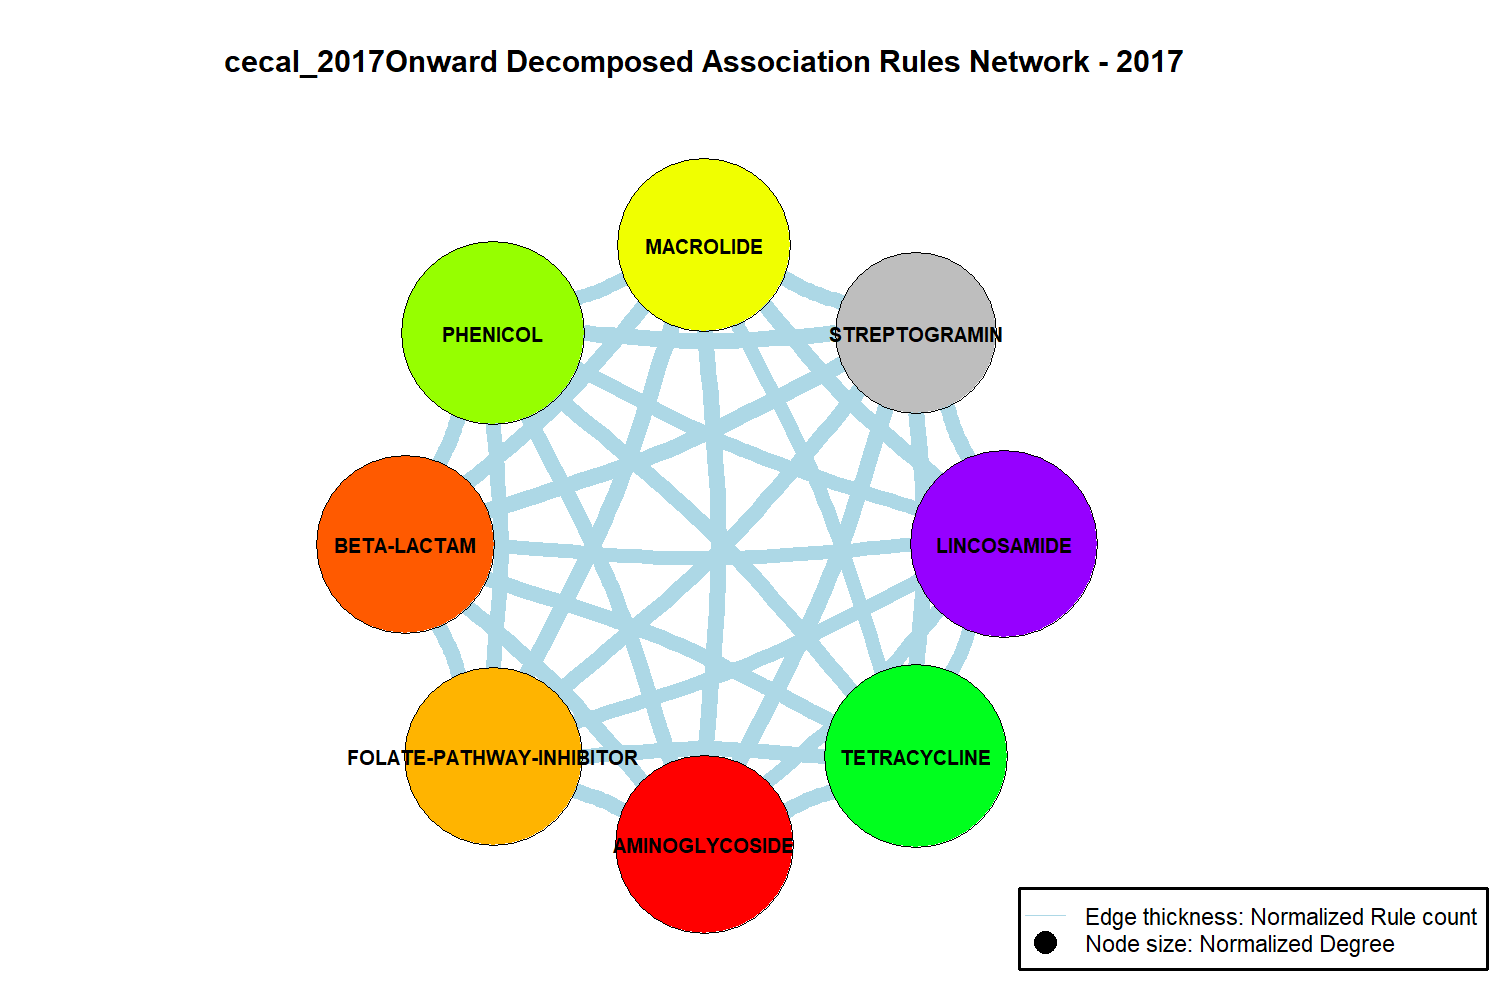 cecal_2017Onward Decomposed Association Rules Network - 2017
MACROLIDE
PHENICOL
STREPTOGRAMIN
BETA-LACTAM
LINCOSAMIDE
FOLATE-PATHWAY-INHIBITOR
TETRACYCLINE
AMINOGLYCOSIDE
Edge thickness: Normalized Rule count
Node size: Normalized Degree